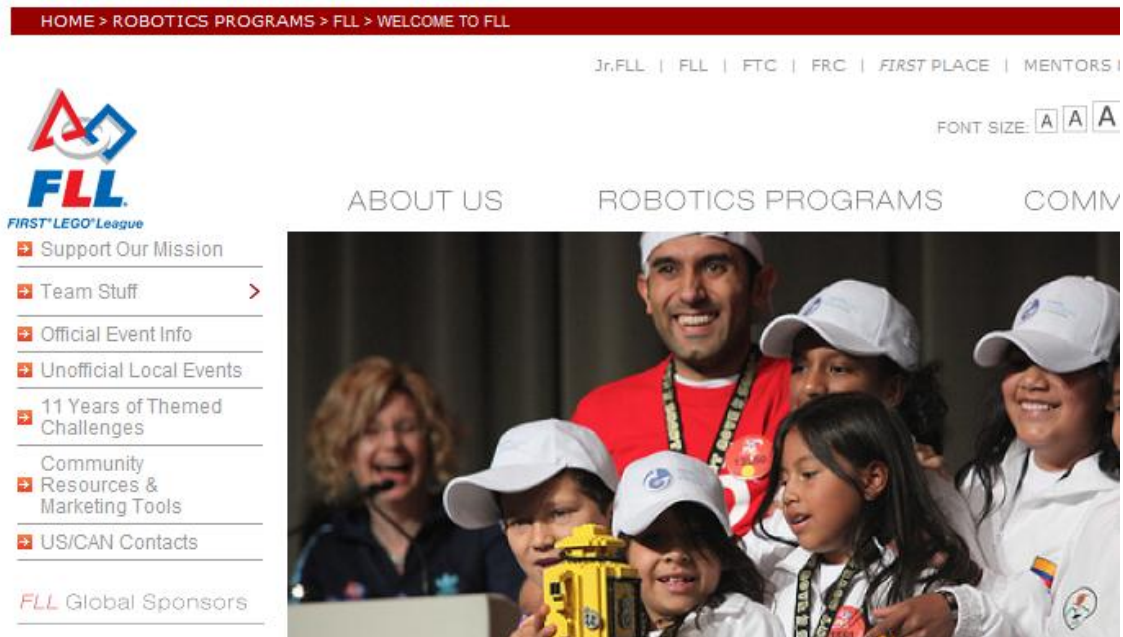 HOME > ROBOTICS PROGRAMS > FLL > WELCOME TO FLL
Jr.FLL | FLL | FTC | FRC | FIRST PLACE | MENTORS
FONT SIZE: A A A
FLL
FIRST® LEGO® League
ABOUT US ROBOTICS PROGRAMS COMM
Support Our Mission
Team Stuff
Official Event Info
Unofficial Local Events
11 Years of Themed
Challenges
Community
Resources &
Marketing Tools
US/CAN Contacts
FLL Global Sponsors